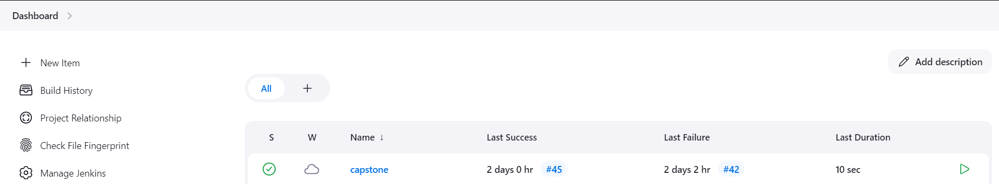 Dashboard
New Item
Build History
Project Relationship
Check File Fingerprint
Manage Jenkins
Add description
All +
S W Name ↓ Last Success Last Failure Last Duration
capstone 2 days 0 hr #45 2 days 2 hr #42 10 sec